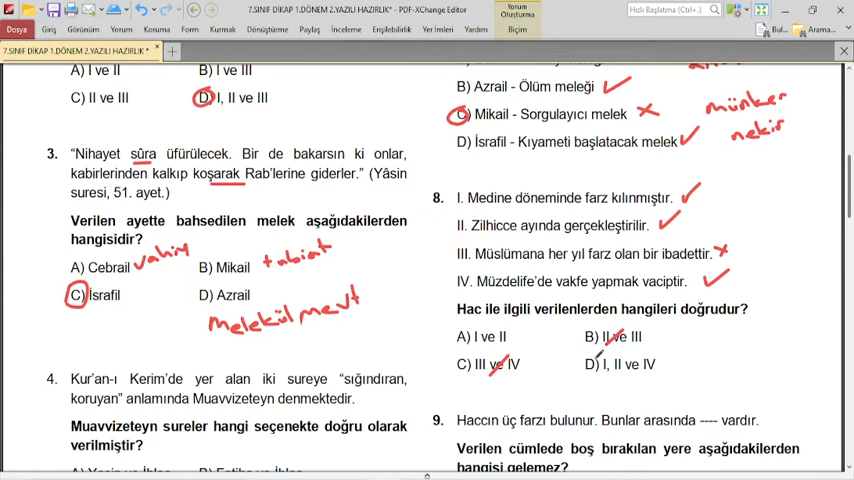 7.SINIF DİKAP 1.DÖNEM 2.YAZILI HAZIRLIK* - PDF-XChange Editor
Yorum Oluşturma
Hızlı Başlatma (Ctrl+.)
Dosya Giriş Görünüm Yorum Koruma Form Kurmak Dönüştürme Paylaş İnceleme Erişilebilirlik Yer İmleri Yardım Biçim
Bul... Arama...
7.SINIF DİKAP 1.DÖNEM 2.YAZILI HAZIRLIK *
A) I ve II B) I ve III
C) II ve III D) I, II ve III
3. “Nihayet sûra üfürülecek. Bir de bakarsın ki onlar,
kabirlerinden kalkıp koşarak Rab’lerine giderler.” (Yâsin
suresi, 51. ayet.)
Verilen ayette bahsedilen melek aşağıdakilerden
hangisidir?
A) Cebrail vahiy B) Mikail tabiat
C) İsrafil D) Azrail
melekül mevt
4. Kur’an-ı Kerim’de yer alan iki sureye “sığındıran,
koruyan” anlamında Muavvizeteyn denmektedir.
Muavvizeteyn sureler hangi seçenekte doğru olarak
verilmiştir?
B) Azrail - Ölüm meleği
C) Mikail - Sorgulayıcı melek
münker
nekir
D) İsrafil - Kıyameti başlatacak melek
8. I. Medine döneminde farz kılınmıştır.
II. Zilhicce ayında gerçekleştirilir.
III. Müslümana her yıl farz olan bir ibadettir.
IV. Müzdelife’de vakfe yapmak vaciptir.
Hac ile ilgili verilenlerden hangileri doğrudur?
A) I ve II B) II ve III
C) III ve IV D) I, II ve IV
9. Haccın üç farzı bulunur. Bunlar arasında ---- vardır.
Verilen cümlede boş bırakılan yere aşağıdakilerden
hangisi gelemez?